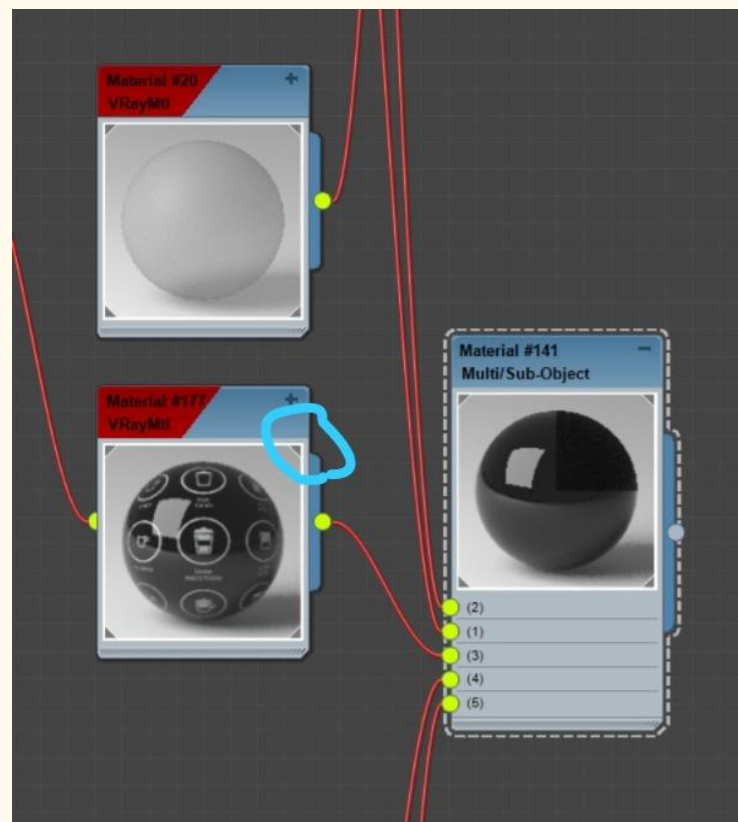 Material #20
VRayMtl
Material #177
VRayMtl
Material #141
Multi/Sub-Object
(2)
(1)
(3)
(4)
(5)